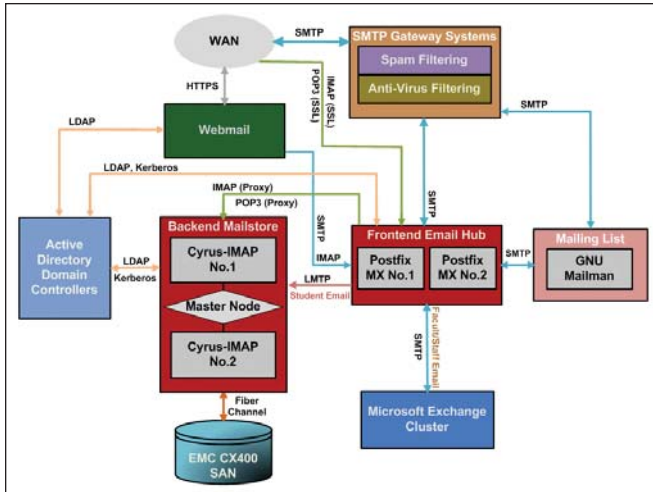 WAN
SMTP
SMTP Gateway Systems
Spam Filtering
Anti-Virus Filtering
HTTPS
IMAP (SSL)
POP3 (SSL)
LDAP
Webmail
SMTP
LDAP, Kerberos
SMTP
IMAP (Proxy)
POP3 (Proxy)
SMTP
IMAP
Active
Directory
Domain
Controllers
LDAP
Kerberos
Backend Mailstore
Cyrus-IMAP
No.1
Master Node
Cyrus-IMAP
No.2
LMTP
Student Email
Frontend Email Hub
Postfix
MX No.1
Postfix
MX No.2
SMTP
Mailing List
GNU
Mailman
SMTP
Facult/Staff Email
Fiber
Channel
Microsoft Exchange
Cluster
EMC CX400
SAN